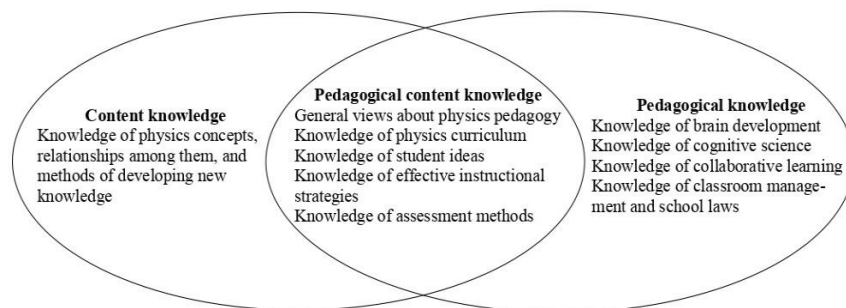 Content knowledge
Knowledge of physics concepts,
relationships among them, and
methods of developing new
knowledge
Pedagogical content knowledge
General views about physics pedagogy
Knowledge of physics curriculum
Knowledge of student ideas
Knowledge of effective instructional
strategies
Knowledge of assessment methods
Pedagogical knowledge
Knowledge of brain development
Knowledge of cognitive science
Knowledge of collaborative learning
Knowledge of classroom manage-
ment and school laws